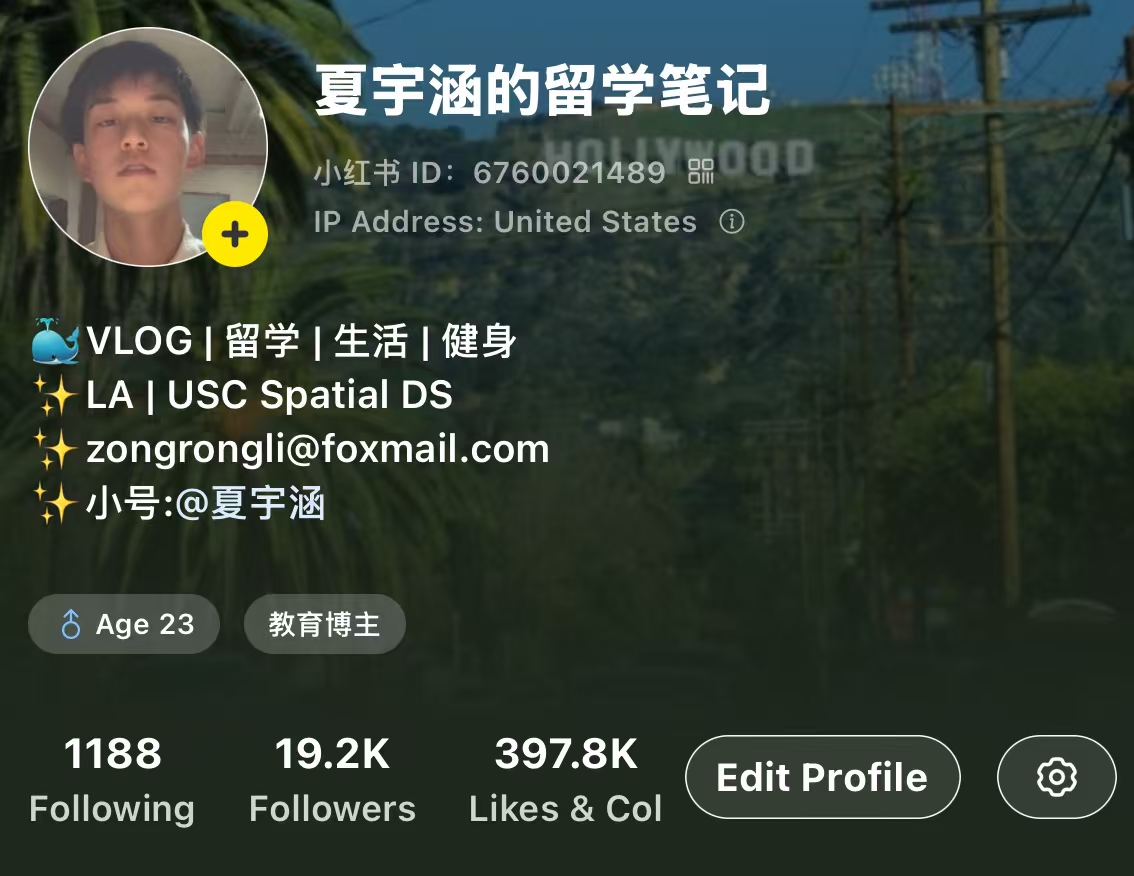 夏宇涵的留学笔记
HOLLYWOOD
小红书 ID：6760021489
IP Address: United States
VLOG | 留学 | 生活 | 健身
LA | USC Spatial DS
zongrongli@foxmail.com
小号:@夏宇涵
Age 23
教育博主
1188
19.2K
397.8K
Following
Followers
Likes & Col
Edit Profile